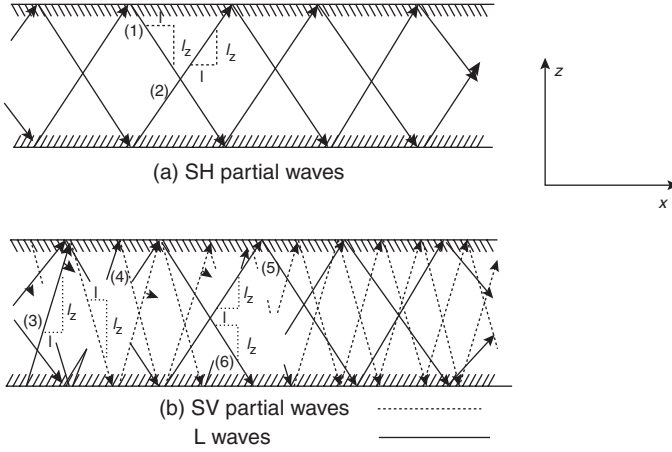 (1)
l
l_z
l_z
l
(2)
(a) SH partial waves
z
x
(3)
l
l_z
l
l_z
(4)
(5)
l
l_z
l_z
(6)
(b) SV partial waves
L waves